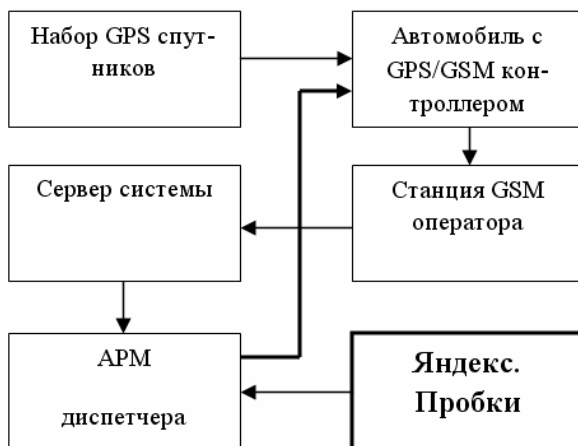 Набор GPS спут-
ников
Автомобиль с
GPS/GSM кон-
троллером
Сервер системы
Станция GSM
оператора
АРМ
диспетчера
Яндекс.
Пробки